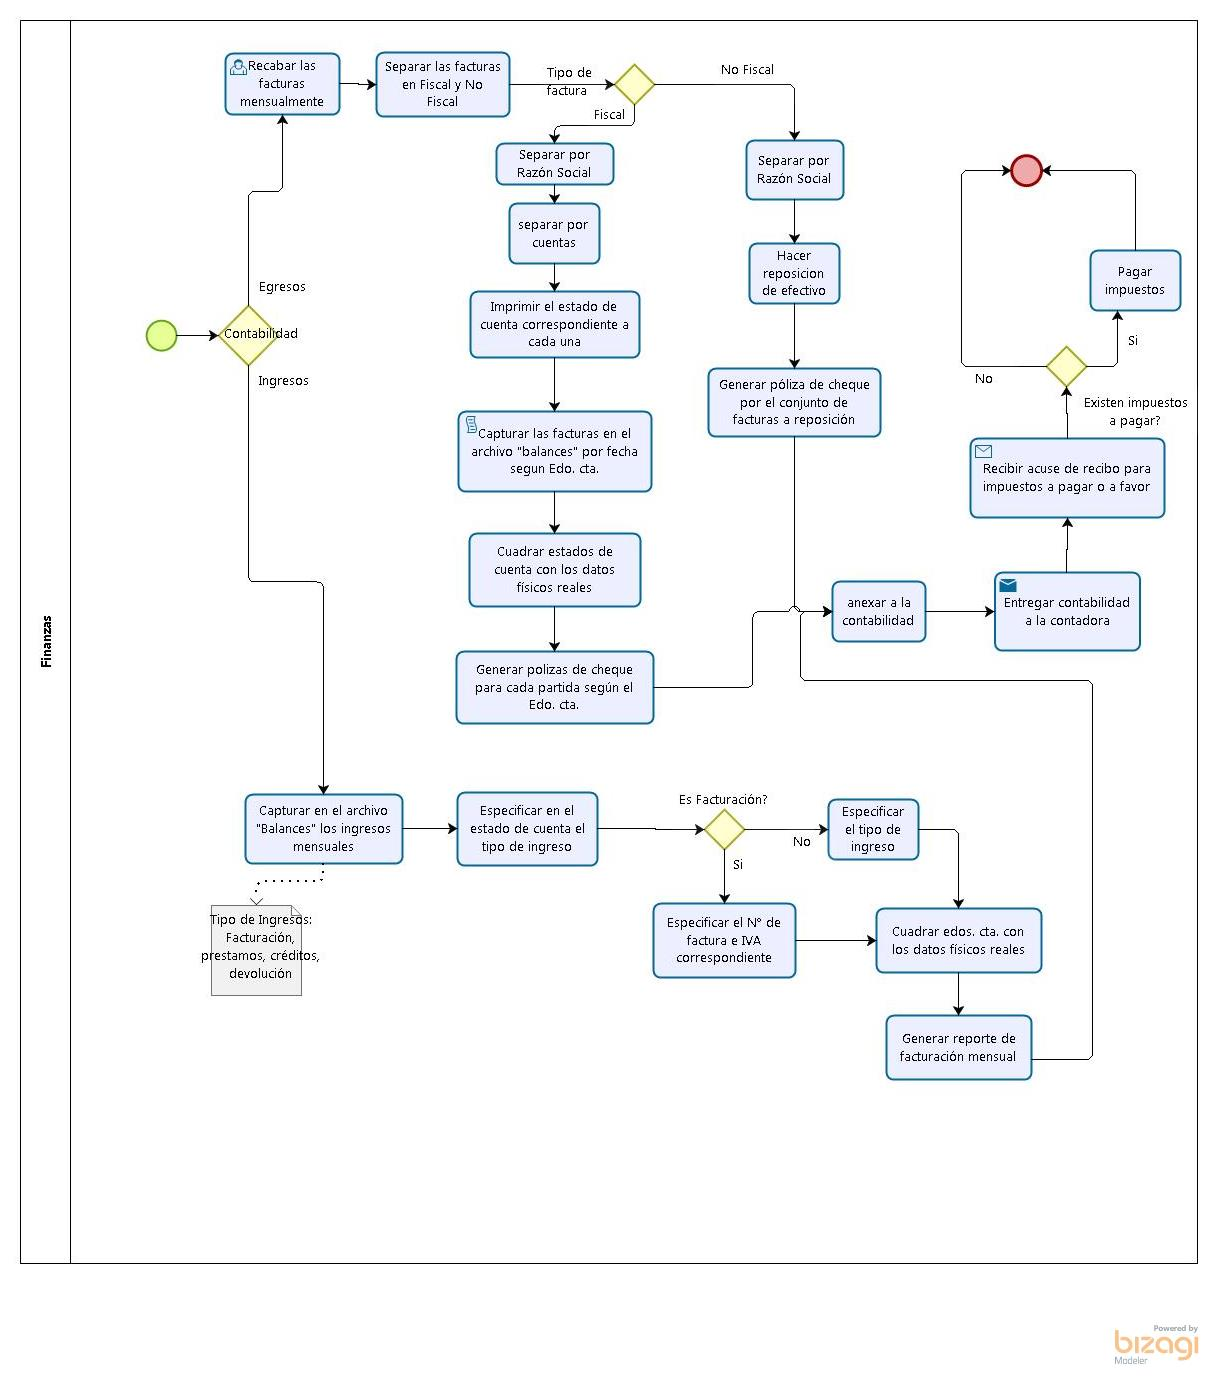 Finanzas
Recabar las
facturas
mensualmente
Separar las facturas
en Fiscal y No
Fiscal
Tipo de
factura
No Fiscal
Fiscal
Separar por
Razón Social
separar por
cuentas
Imprimir el estado de
cuenta correspondiente a
cada una
Capturar las facturas en el
archivo "balances" por fecha
segun Edo. cta.
Cuadrar estados de
cuenta con los datos
físicos reales
Generar polizas de cheque
para cada partida según el
Edo. cta.
Separar por
Razón Social
Hacer
reposicion
de efectivo
Generar póliza de cheque
por el conjunto de
facturas a reposición
Egresos
Contabilidad
Ingresos
anexar a la
contabilidad
Entregar contabilidad
a la contadora
Recibir acuse de recibo para
impuestos a pagar o a favor
Existen impuestos
a pagar?
No
Si
Pagar
impuestos
Capturar en el archivo
"Balances" los ingresos
mensuales
Tipo de Ingresos:
Facturación,
prestamos, créditos,
devolución
Especificar en el
estado de cuenta el
tipo de ingreso
Es Facturación?
No
Si
Especificar
el tipo de
ingreso
Especificar el N° de
factura e IVA
correspondiente
Cuadrar edos. cta. con
los datos físicos reales
Generar reporte de
facturación mensual
Powered by
bizagi
Modeler